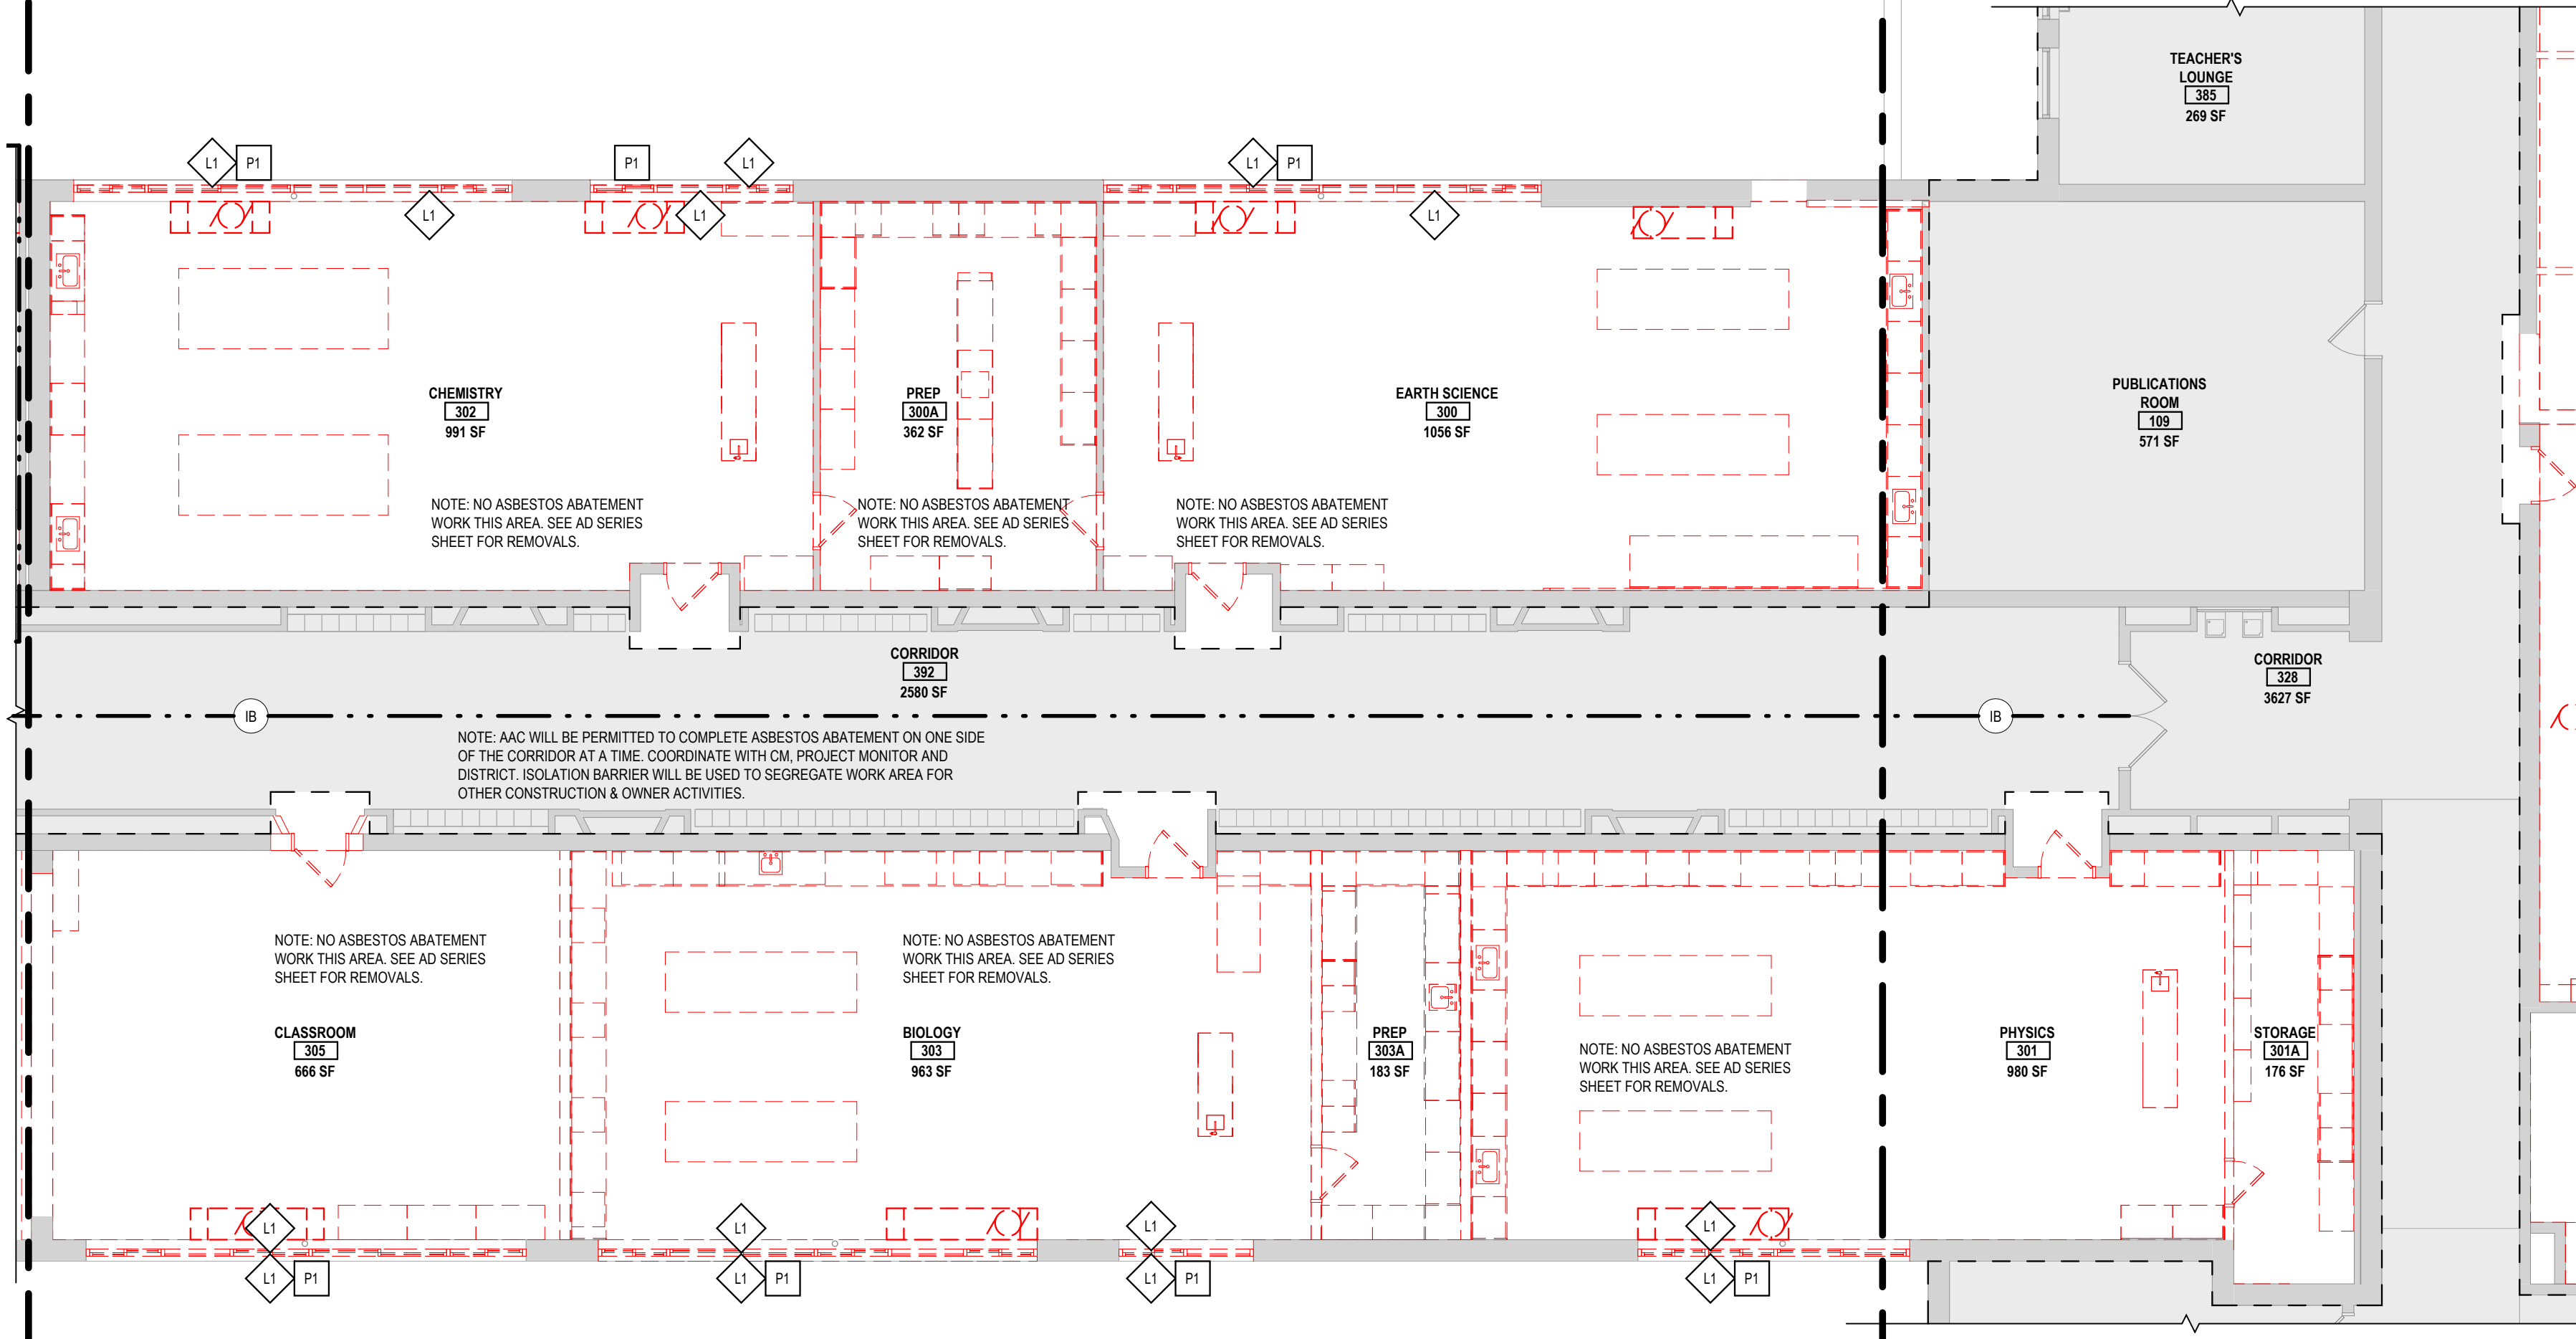 TEACHER'S
LOUNGE
385
269 SF
L1
P1
P1
L1
L1
P1
L1
L1
L1
CHEMISTRY
302
991 SF
PREP
300A
362 SF
EARTH SCIENCE
300
1056 SF
PUBLICATIONS
ROOM
109
571 SF
NOTE: NO ASBESTOS ABATEMENT
WORK THIS AREA. SEE AD SERIES
SHEET FOR REMOVALS.
NOTE: NO ASBESTOS ABATEMENT
WORK THIS AREA. SEE AD SERIES
SHEET FOR REMOVALS.
NOTE: NO ASBESTOS ABATEMENT
WORK THIS AREA. SEE AD SERIES
SHEET FOR REMOVALS.
CORRIDOR
392
2580 SF
CORRIDOR
328
3627 SF
IB
IB
NOTE: AAC WILL BE PERMITTED TO COMPLETE ASBESTOS ABATEMENT ON ONE SIDE
OF THE CORRIDOR AT A TIME. COORDINATE WITH CM, PROJECT MONITOR AND
DISTRICT. ISOLATION BARRIER WILL BE USED TO SEGREGATE WORK AREA FOR
OTHER CONSTRUCTION & OWNER ACTIVITIES.
NOTE: NO ASBESTOS ABATEMENT
WORK THIS AREA. SEE AD SERIES
SHEET FOR REMOVALS.
NOTE: NO ASBESTOS ABATEMENT
WORK THIS AREA. SEE AD SERIES
SHEET FOR REMOVALS.
CLASSROOM
305
666 SF
BIOLOGY
303
963 SF
PREP
303A
183 SF
NOTE: NO ASBESTOS ABATEMENT
WORK THIS AREA. SEE AD SERIES
SHEET FOR REMOVALS.
PHYSICS
301
980 SF
STORAGE
301A
176 SF
L1
L1
L1
L1
L1
P1
L1
P1
L1
P1
L1
P1